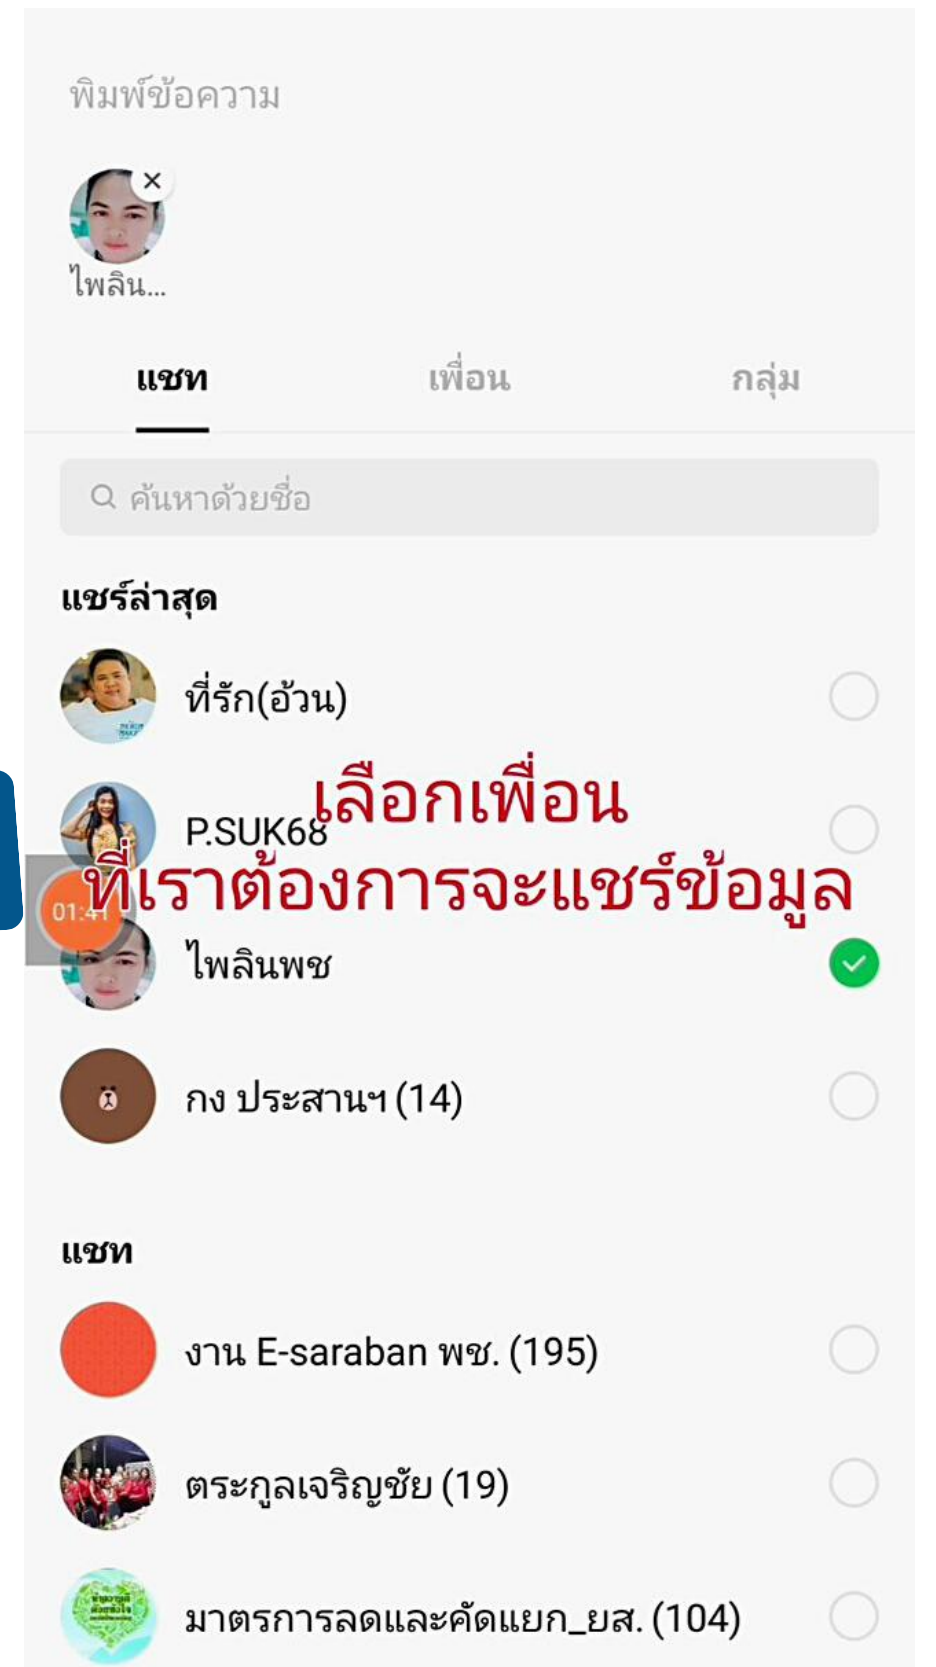 พิมพ์ข้อความ
ไพลิน...
แชท
เพื่อน
กลุ่ม
ค้นหาด้วยชื่อ
แชร์ล่าสุด
ที่รัก(อ้วน)
เลือกเพื่อน
P.SUK68
ที่เราต้องการจะแชร์ข้อมูล
01:41
ไพลินพช
กง ประสานฯ (14)
แชท
งาน E-saraban พช. (195)
ตระกูลเจริญชัย (19)
มาตรการลดและคัดแยก_ยส. (104)